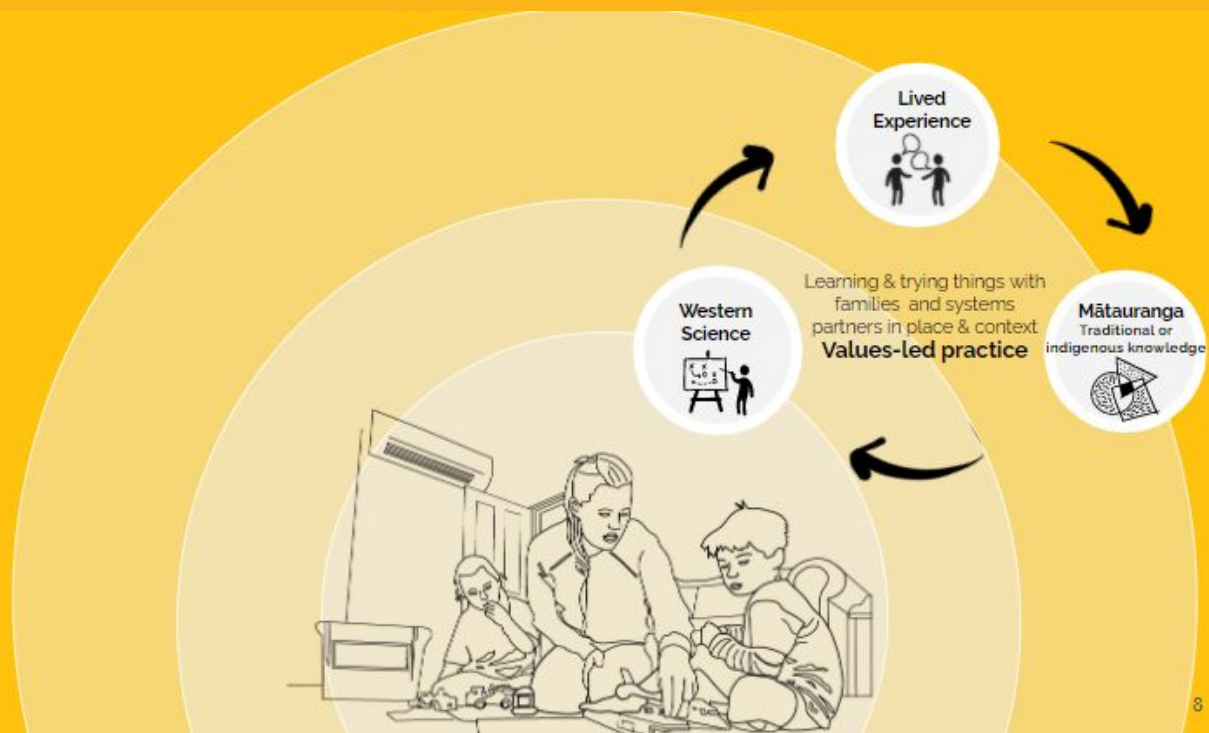 Lived
Experience
Learning & trying things with
families and systems
partners in place & context
Values-led practice
Western
Science
Mātauranga
Traditional or
indigenous knowledge
8